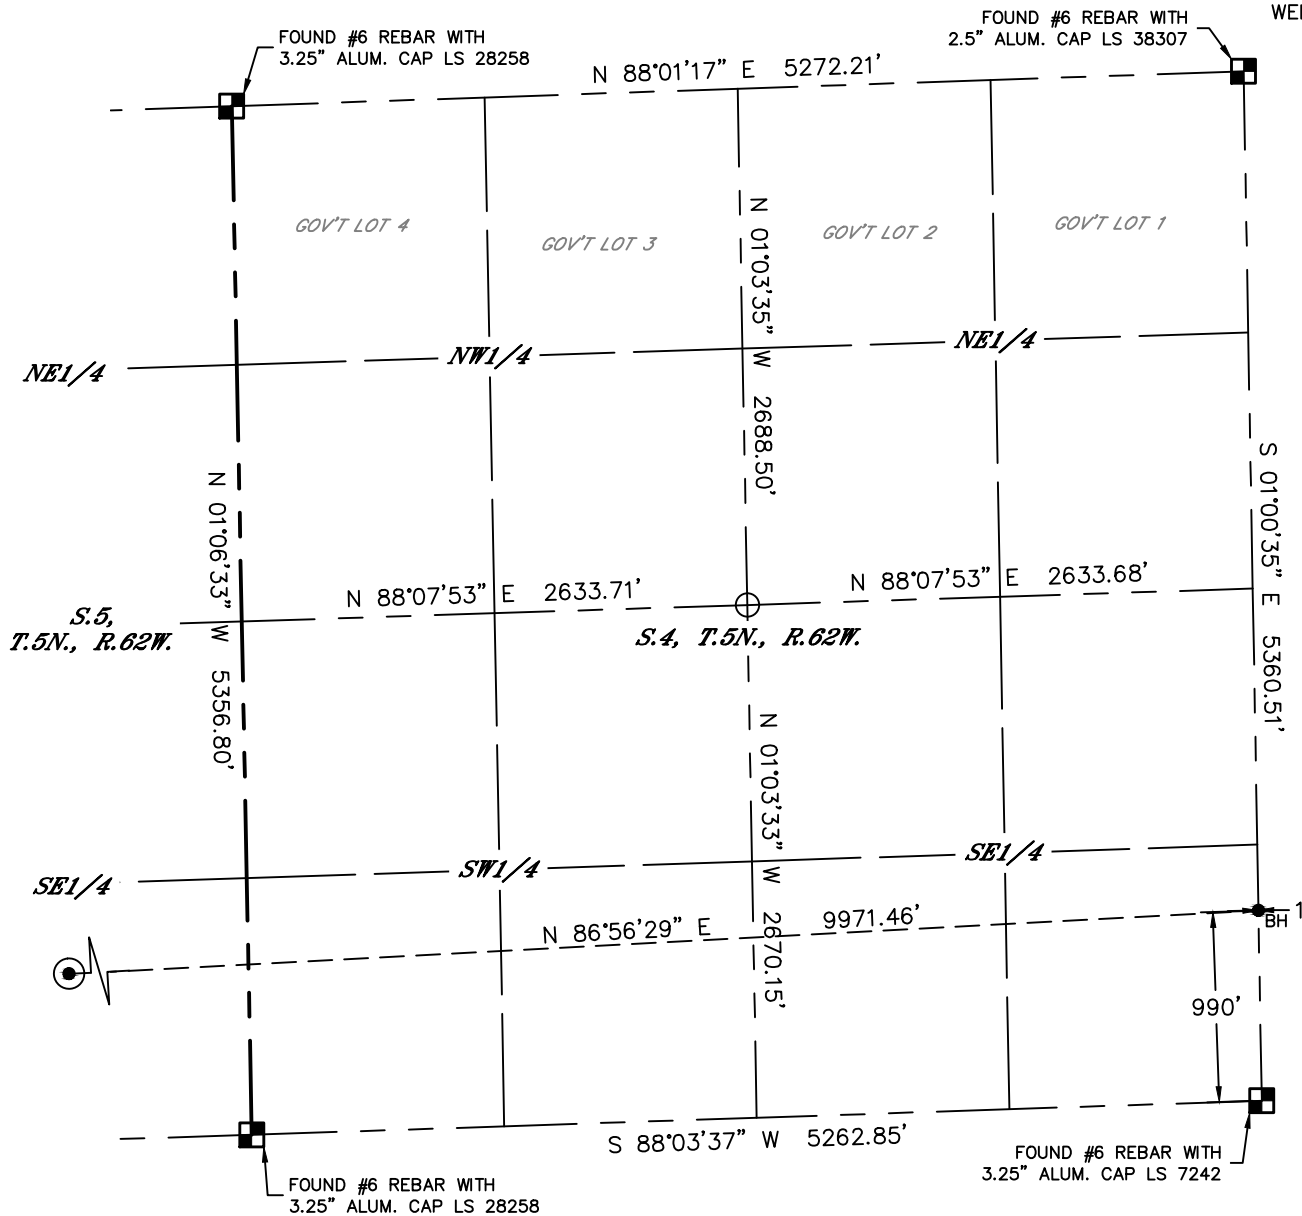 WEL
FOUND #6 REBAR WITH
3.25" ALUM. CAP LS 28258
FOUND #6 REBAR WITH
2.5" ALUM. CAP LS 38307
N 88°01'17" E 5272.21'
GOV'T LOT 4
GOV'T LOT 3
GOV'T LOT 2
GOV'T LOT 1
N 01°03'35" W 2688.50'
NE1/4
NW1/4
NE1/4
N 01°06'33" W 5356.80'
S 01°00'35" E 5360.51'
N 88°07'53" E 2633.71'
N 88°07'53" E 2633.68'
S.5,
T.5N., R.62W.
S.4, T.5N., R.62W.
N 01°03'33" W 2670.15'
SE1/4
SW1/4
SE1/4
N 86°56'29" E 9971.46'
1
BH
990'
S 88°03'37" W 5262.85'
FOUND #6 REBAR WITH
3.25" ALUM. CAP LS 7242
FOUND #6 REBAR WITH
3.25" ALUM. CAP LS 28258